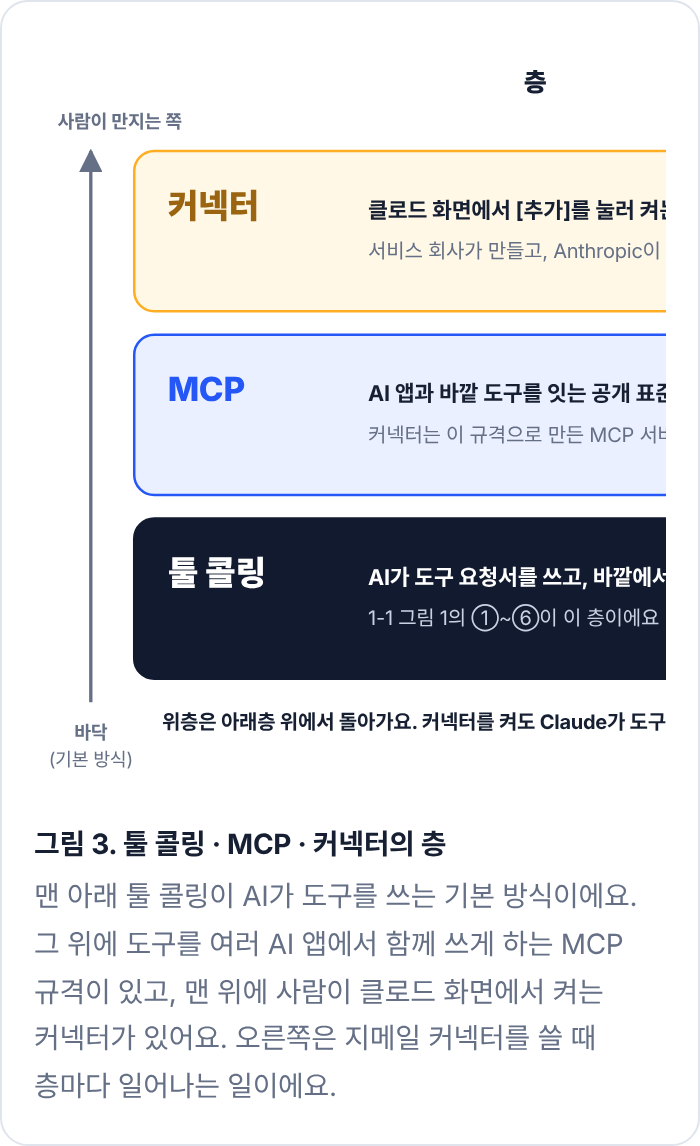 층
사람이 만지는 쪽
커넥터
클로드 화면에서 [추가]를 눌러 켜는
서비스 회사가 만들고, Anthropic이
MCP
AI 앱과 바깥 도구를 잇는 공개 표준
커넥터는 이 규격으로 만든 MCP 서버
툴 콜링
AI가 도구 요청서를 쓰고, 바깥에서
1-1 그림 1의 ①~⑥이 이 층이에요
위층은 아래층 위에서 돌아가요. 커넥터를 켜도 Claude가 도구
바닥
(기본 방식)
그림 3. 툴 콜링 · MCP · 커넥터의 층
맨 아래 툴 콜링이 AI가 도구를 쓰는 기본 방식이에요.
그 위에 도구를 여러 AI 앱에서 함께 쓰게 하는 MCP
규격이 있고, 맨 위에 사람이 클로드 화면에서 켜는
커넥터가 있어요. 오른쪽은 지메일 커넥터를 쓸 때
층마다 일어나는 일이에요.